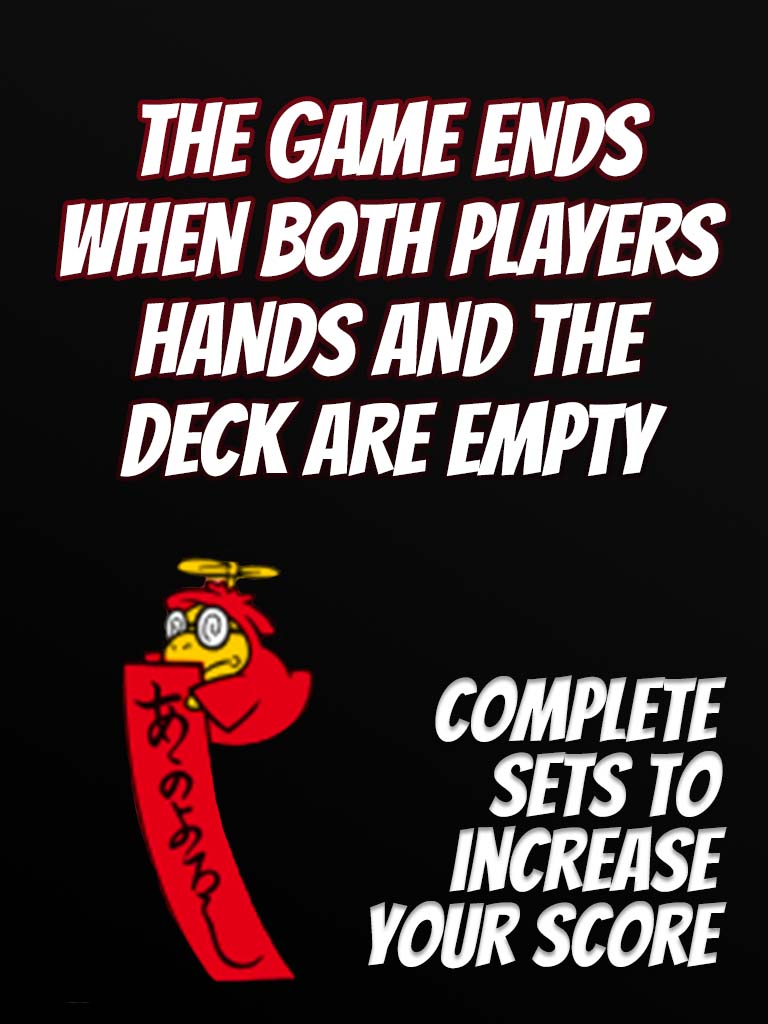 THE GAME ENDS
WHEN BOTH PLAYERS
HANDS AND THE
DECK ARE EMPTY
あのよろし
COMPLETE
SETS TO
INCREASE
YOUR SCORE